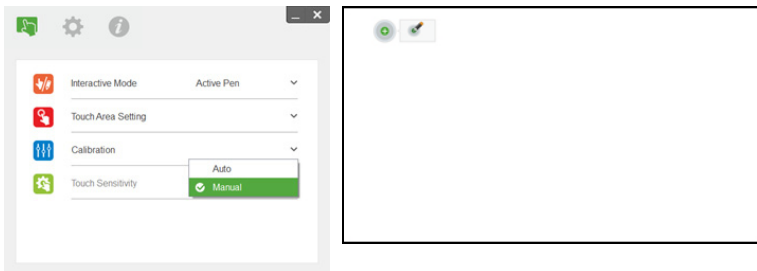 Interactive Mode Active Pen
Touch Area Setting
Calibration
Auto
Touch Sensitivity
Manual